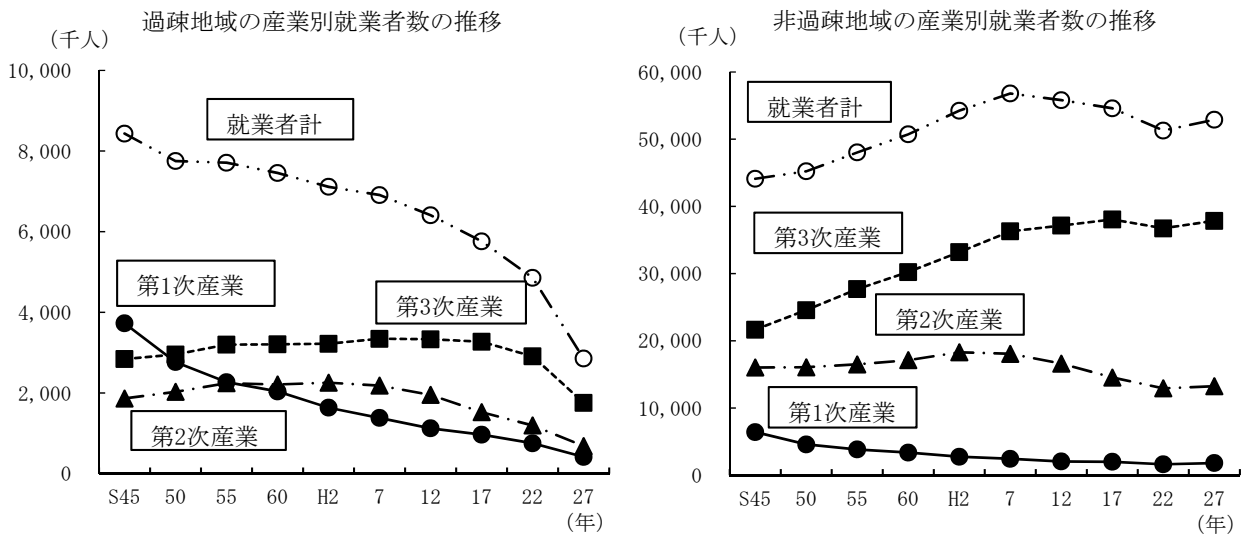 過疎地域の産業別就業者数の推移
(千人)
10,000
8,000
6,000
4,000
2,000
0
就業者計
第1次産業
第3次産業
第2次産業
S45 50 55 60 H2 7 12 17 22 27
(年)
非過疎地域の産業別就業者数の推移
(千人)
60,000
50,000
40,000
30,000
20,000
10,000
0
就業者計
第3次産業
第2次産業
第1次産業
S45 50 55 60 H2 7 12 17 22 27
(年)